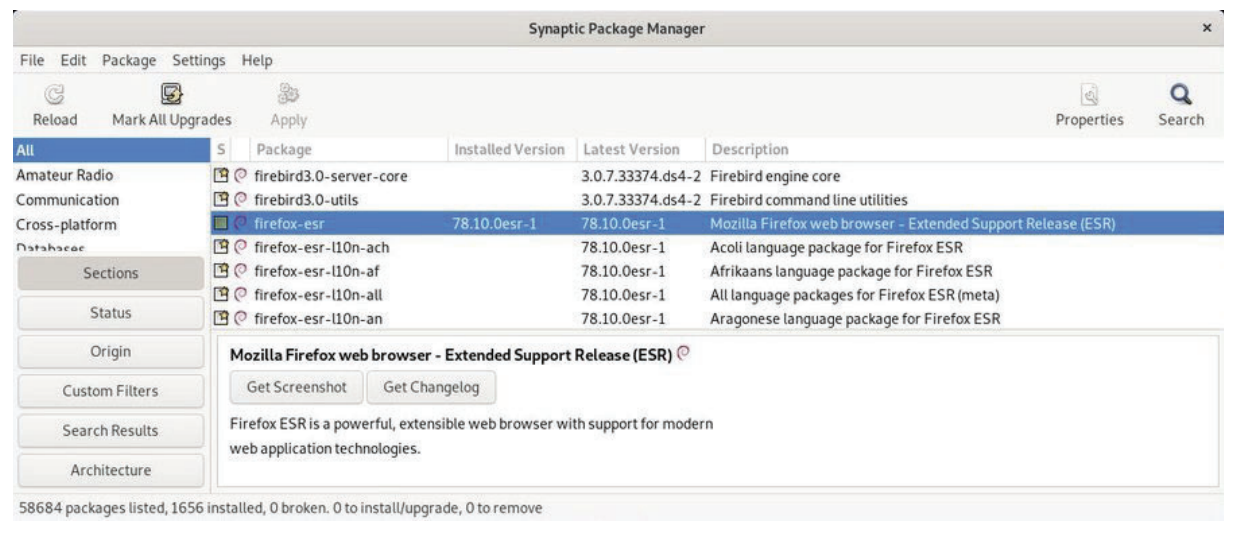 Synaptic Package Manager ×
File Edit Package Settings Help
Reload Mark All Upgrades Apply Properties Search
All
Amateur Radio
Communication
Cross-platform
Databases
Sections
Status
Origin
Custom Filters
Search Results
Architecture
S Package Installed Version Latest Version Description
firebird3.0-server-core 3.0.7.33374.ds4-2 Firebird engine core
firebird3.0-utils 3.0.7.33374.ds4-2 Firebird command line utilities
firefox-esr 78.10.0esr-1 78.10.0esr-1 Mozilla Firefox web browser - Extended Support Release (ESR)
firefox-esr-l10n-ach 78.10.0esr-1 Acoli language package for Firefox ESR
firefox-esr-l10n-af 78.10.0esr-1 Afrikaans language package for Firefox ESR
firefox-esr-l10n-all 78.10.0esr-1 All language packages for Firefox ESR (meta)
firefox-esr-l10n-an 78.10.0esr-1 Aragonese language package for Firefox ESR
Mozilla Firefox web browser - Extended Support Release (ESR)
Get Screenshot Get Changelog
Firefox ESR is a powerful, extensible web browser with support for modern
web application technologies.
58684 packages listed, 1656 installed, 0 broken. 0 to install/upgrade, 0 to remove